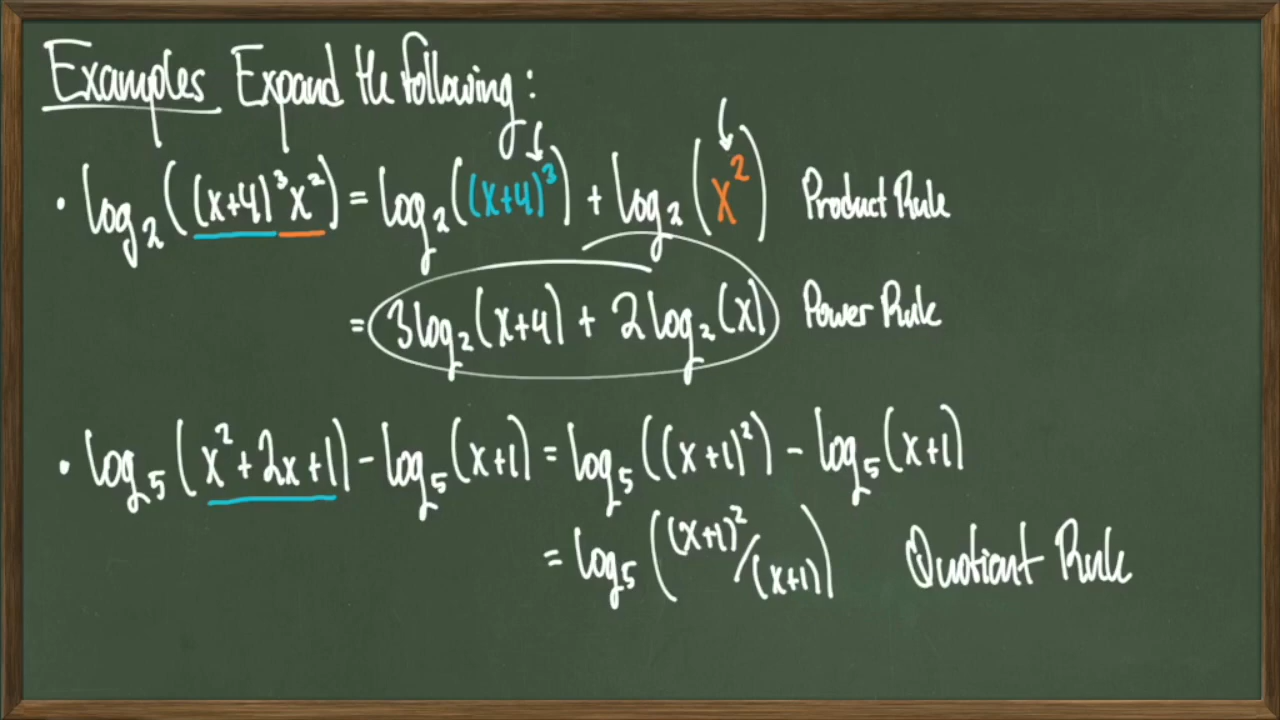 Examples Expand the following:
• log₂((x+4)³x²) = log₂((x+4)³) + log₂(x²) Product Rule
= 3log₂(x+4) + 2log₂(x) Power Rule
• log₅(x²+2x+1) - log₅(x+1) = log₅((x+1)²) - log₅(x+1)
= log₅((x+1)²/(x+1)) Quotient Rule